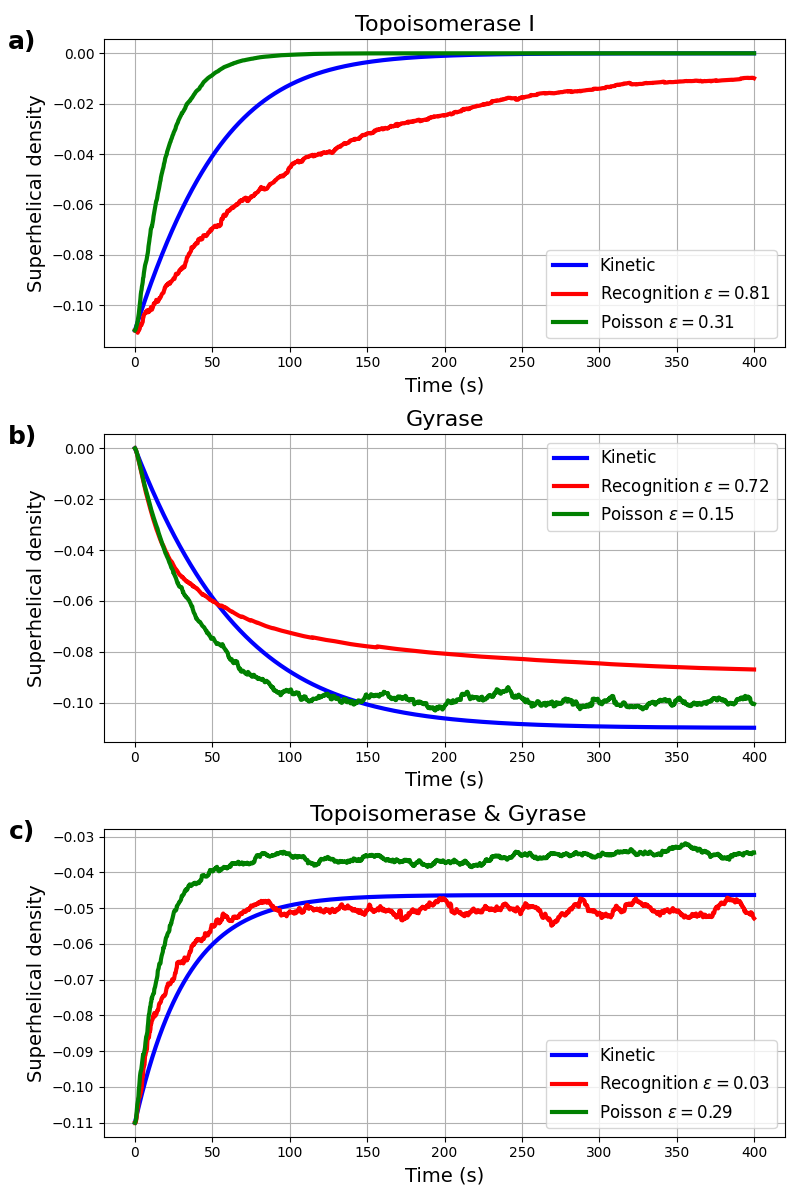 a)
Topoisomerase I
Superhelical density
0.00
−0.02
−0.04
−0.06
−0.08
−0.10
Kinetic
Recognition ε = 0.81
Poisson ε = 0.31
0 50 100 150 200 250 300 350 400
Time (s)
b)
Gyrase
Superhelical density
0.00
−0.02
−0.04
−0.06
−0.08
−0.10
Kinetic
Recognition ε = 0.72
Poisson ε = 0.15
0 50 100 150 200 250 300 350 400
Time (s)
c)
Topoisomerase & Gyrase
Superhelical density
−0.03
−0.04
−0.05
−0.06
−0.07
−0.08
−0.09
−0.10
−0.11
Kinetic
Recognition ε = 0.03
Poisson ε = 0.29
0 50 100 150 200 250 300 350 400
Time (s)